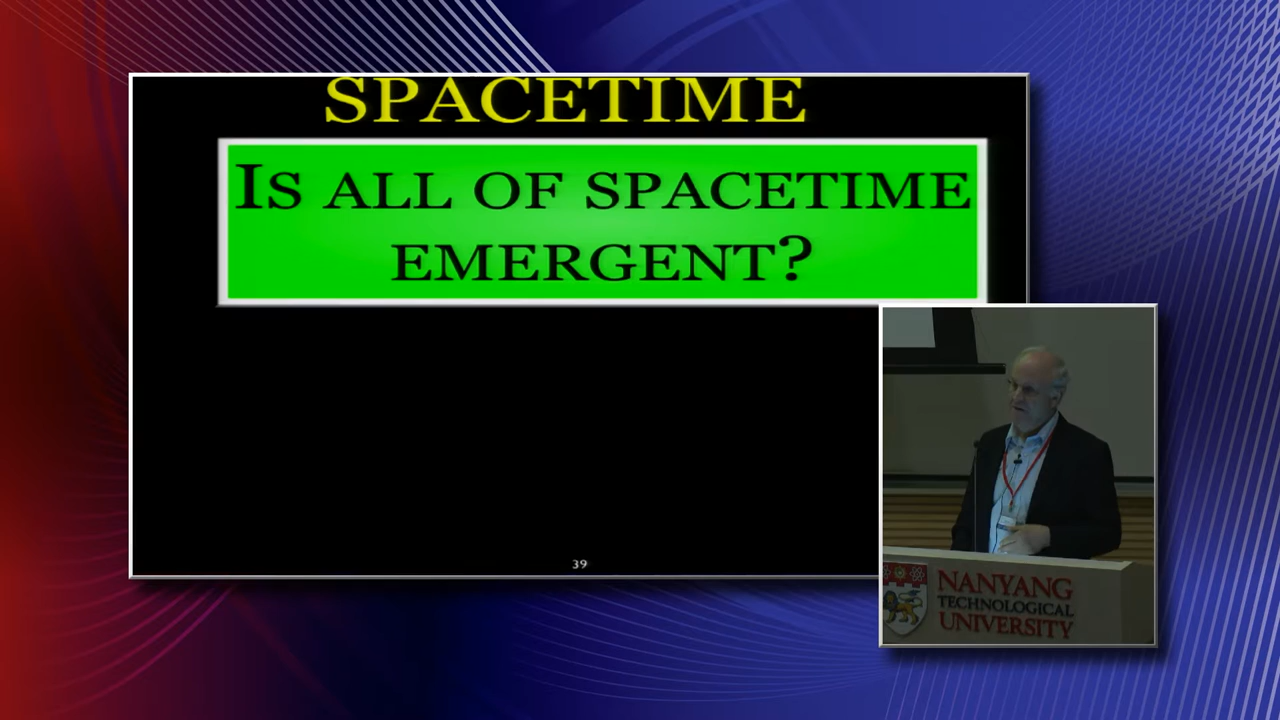 SPACETIME
IS ALL OF SPACETIME
EMERGENT?
39
NANYANG
TECHNOLOGICAL
UNIVERSITY